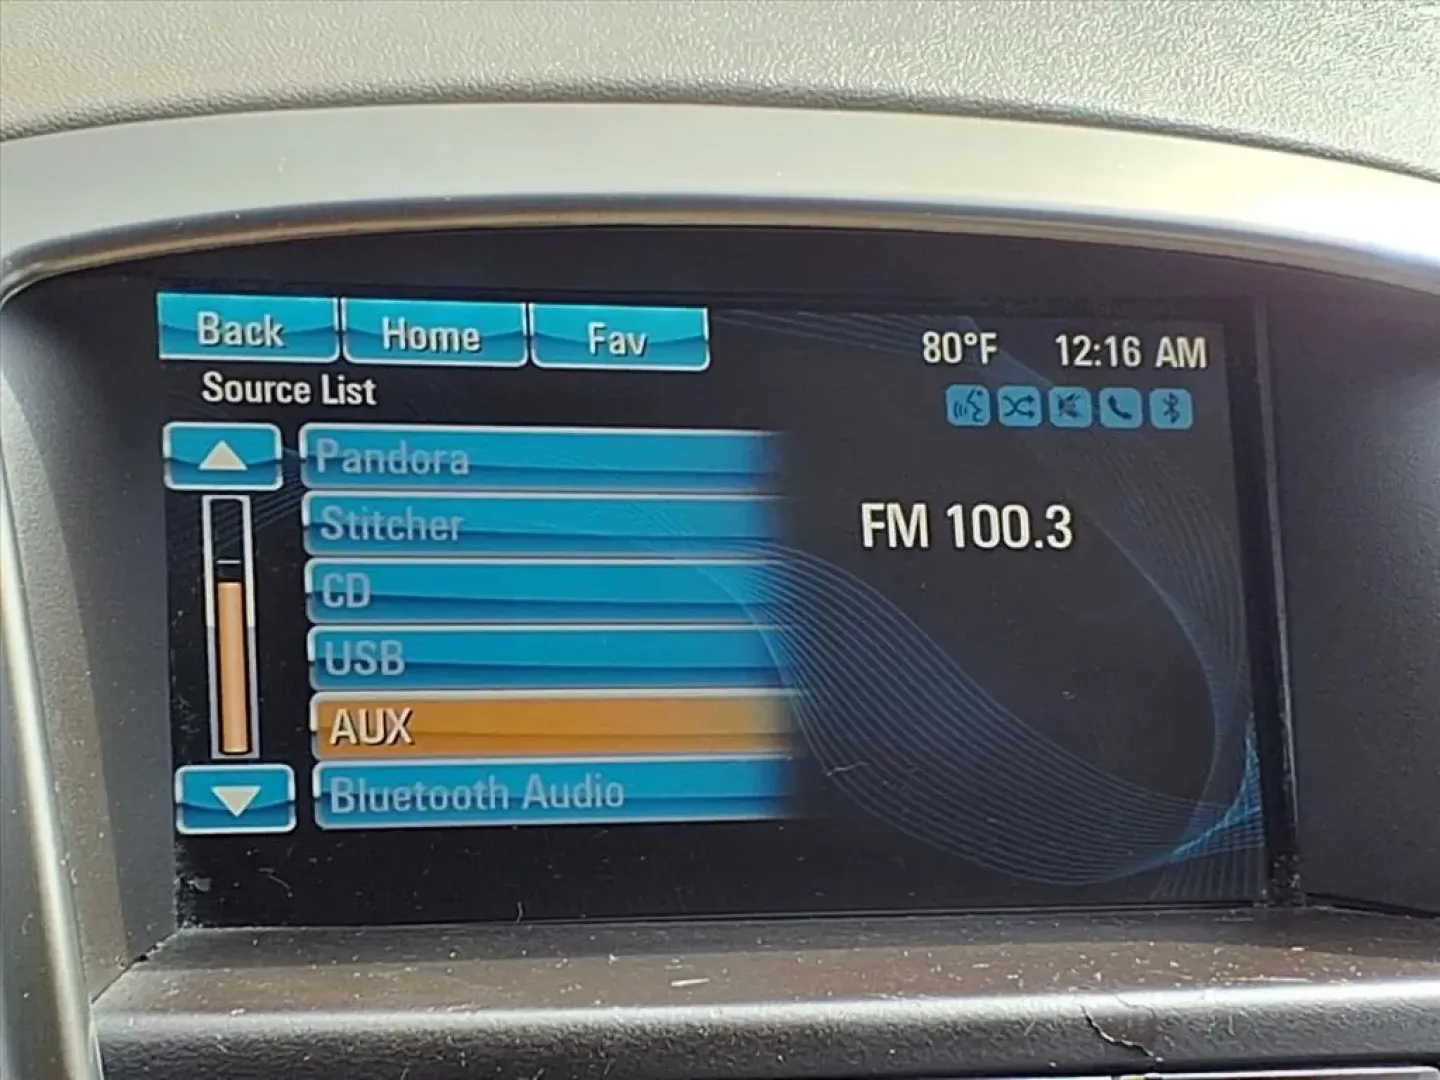 Back Home Fav
80°F 12:16 AM
Source List
Pandora
Stitcher
FM 100.3
CD
USB
AUX
Bluetooth Audio